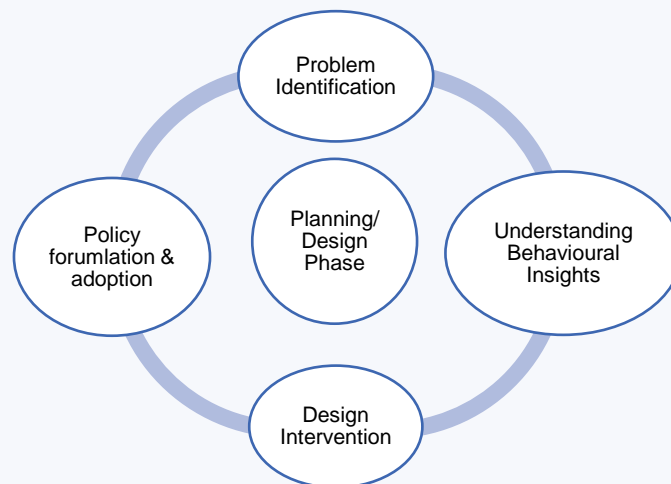 Problem
Identification
Planning/
Design
Phase
Understanding
Behavioural
Insights
Policy
forumlation &
adoption
Design
Intervention